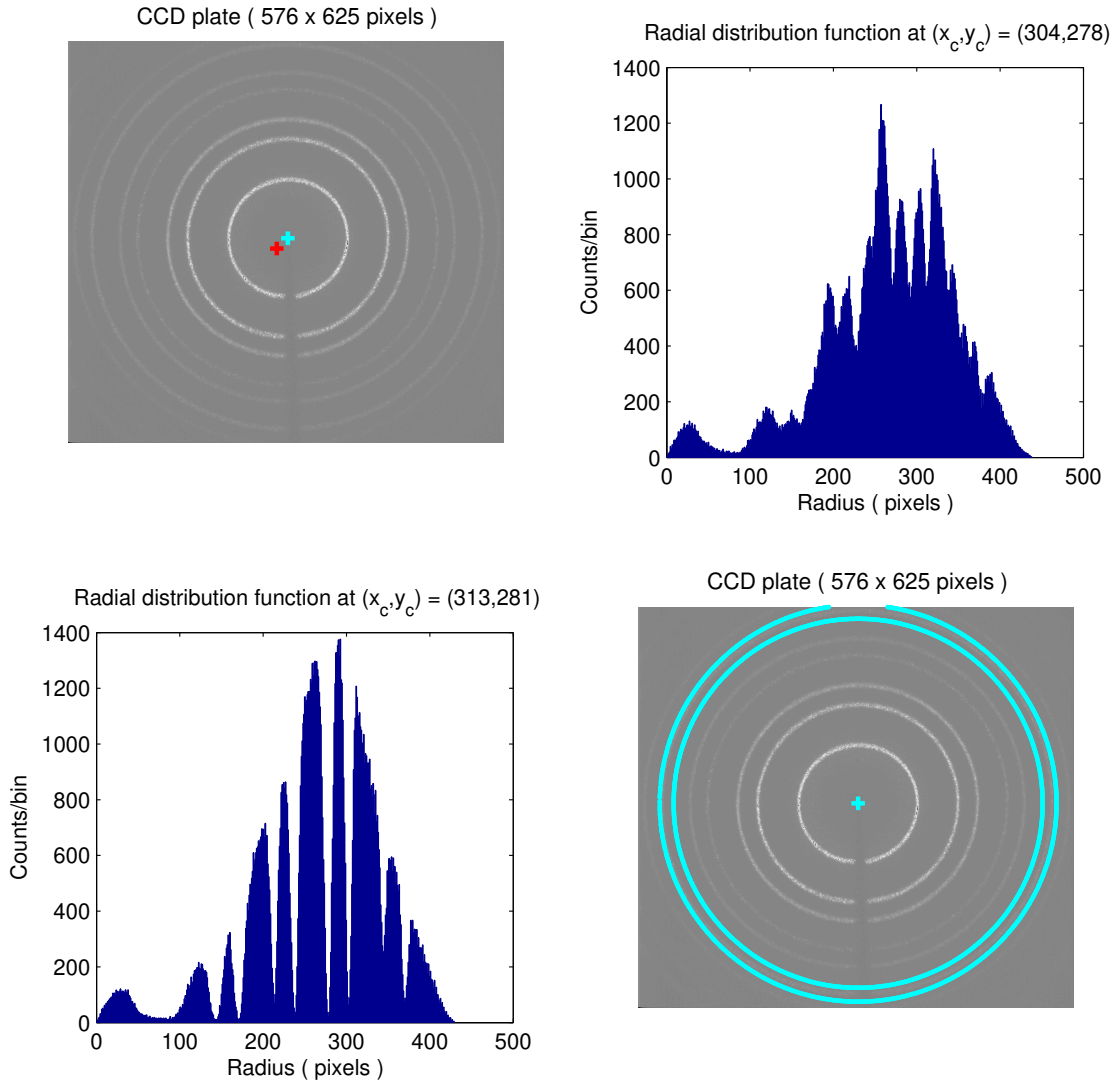 CCD plate ( 576 x 625 pixels )
Radial distribution function at (x_c,y_c) = (304,278)
1400
1200
1000
800
600
400
200
0
Counts/bin
0 100 200 300 400 500
Radius ( pixels )
Radial distribution function at (x_c,y_c) = (313,281)
1400
1200
1000
800
600
400
200
0
Counts/bin
0 100 200 300 400 500
Radius ( pixels )
CCD plate ( 576 x 625 pixels )